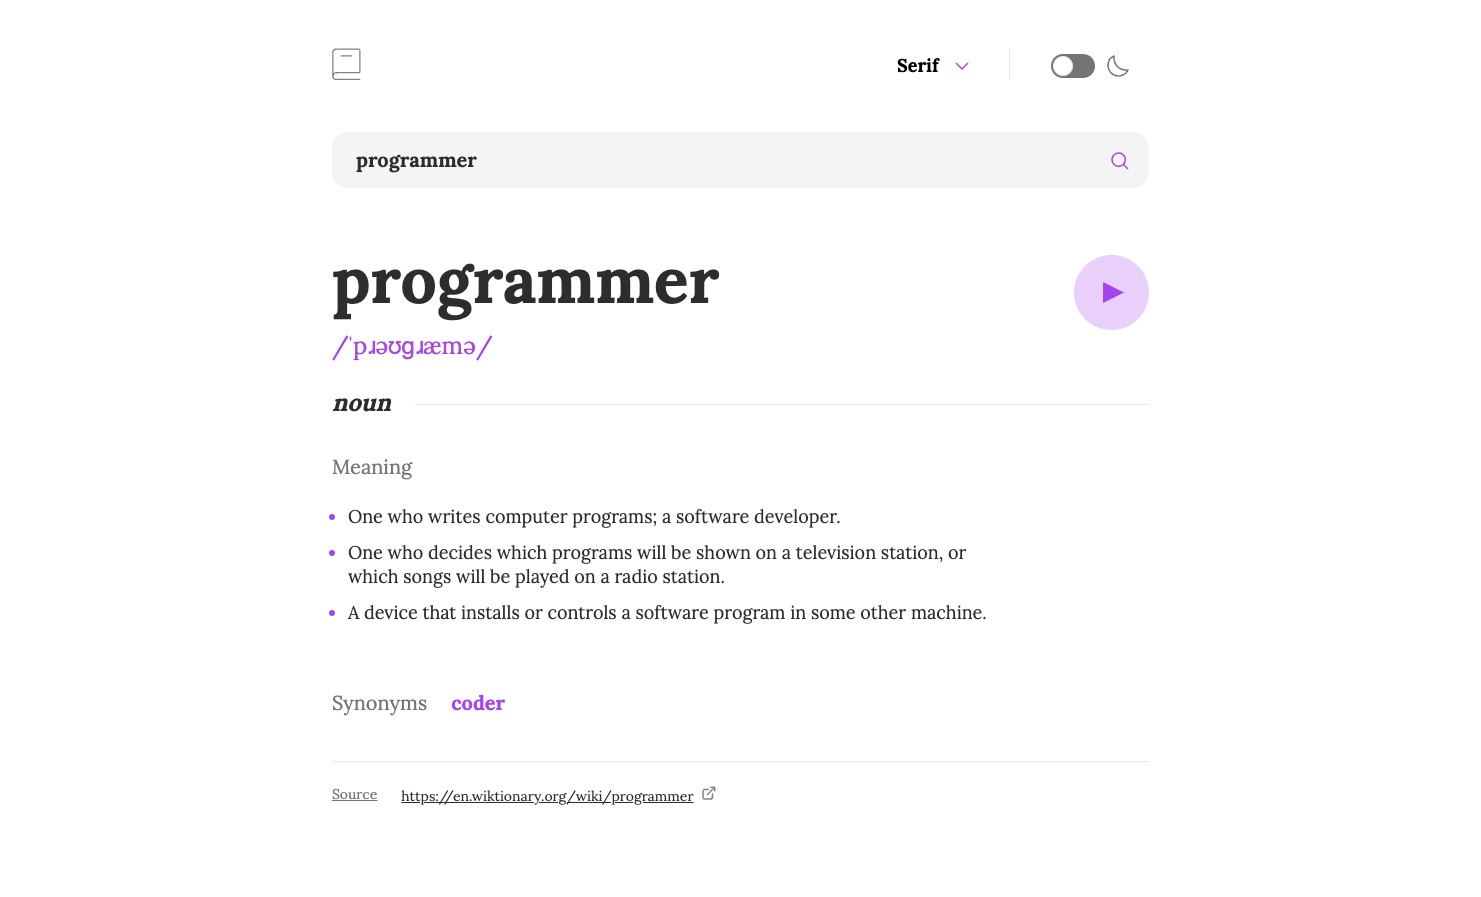 Serif
programmer
programmer
/ˈpɹəʊɡɹæmə/
noun
Meaning
One who writes computer programs; a software developer.
One who decides which programs will be shown on a television station, or
which songs will be played on a radio station.
A device that installs or controls a software program in some other machine.
Synonyms coder
Source https://en.wiktionary.org/wiki/programmer